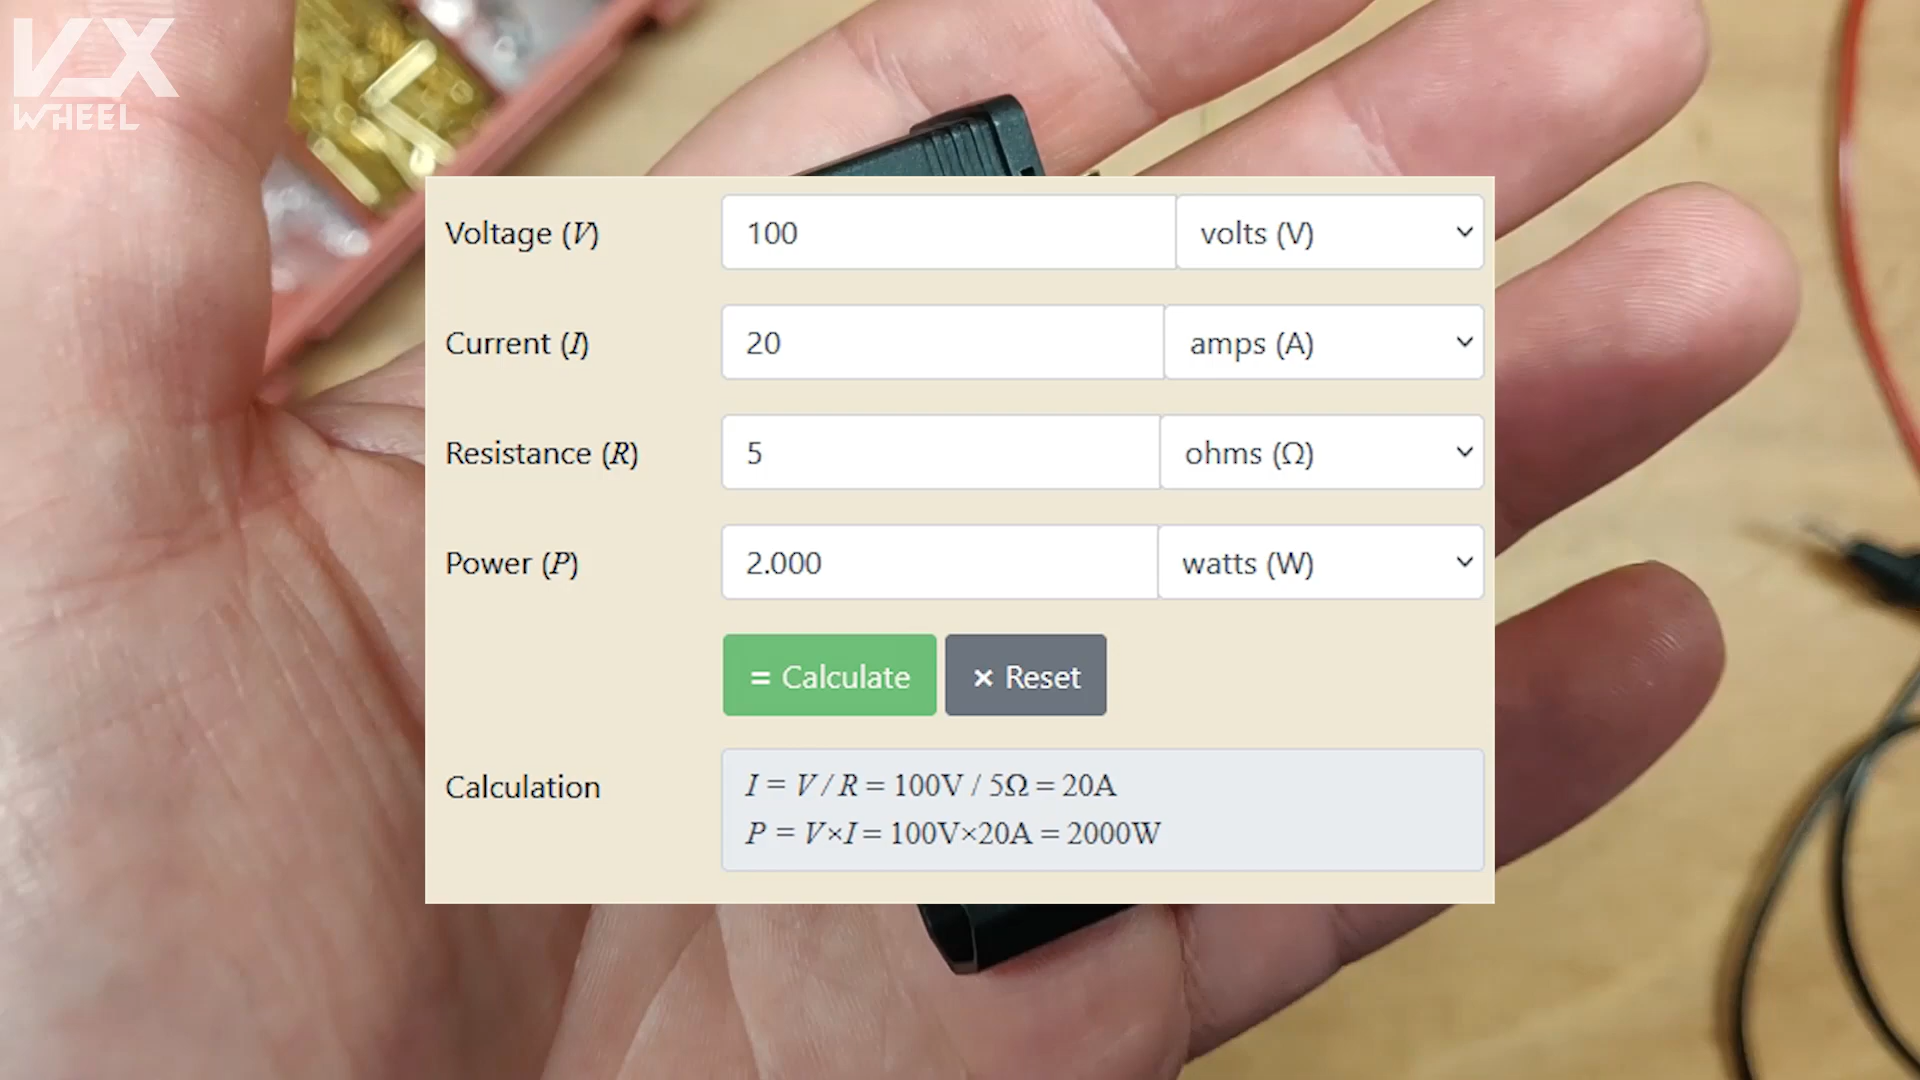 VX
WHEEL
Voltage (V) 100 volts (V)
Current (I) 20 amps (A)
Resistance (R) 5 ohms (Ω)
Power (P) 2.000 watts (W)
= Calculate × Reset
Calculation
I = V / R = 100V / 5Ω = 20A
P = V×I = 100V×20A = 2000W